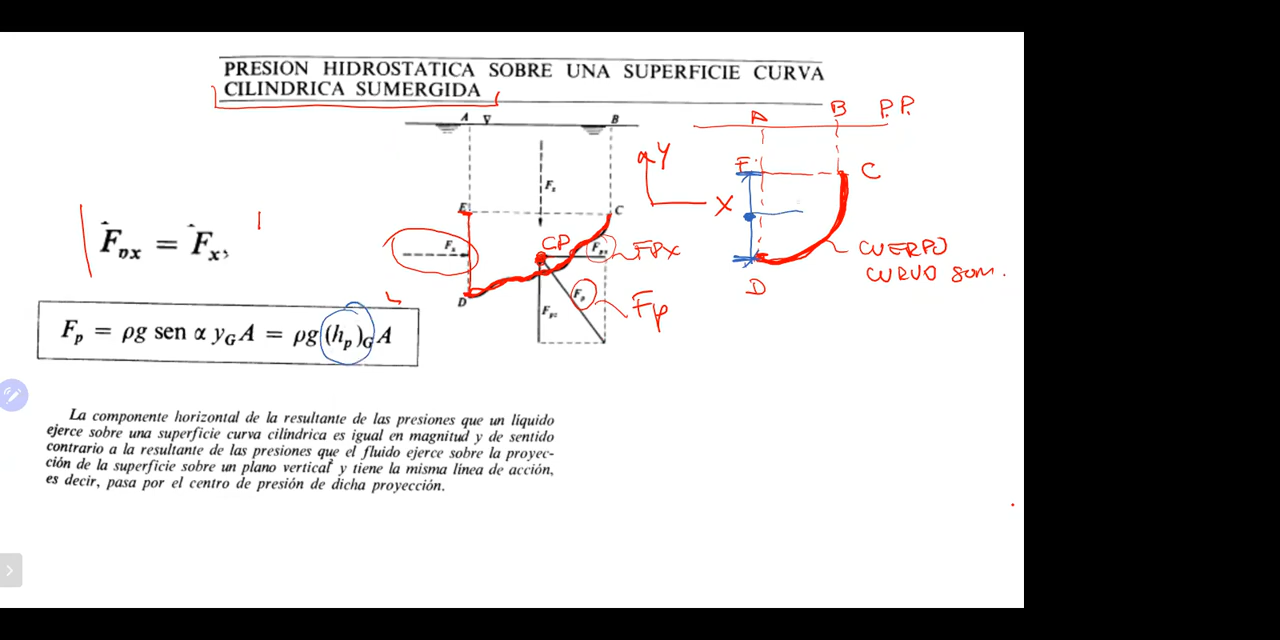 PRESION HIDROSTATICA SOBRE UNA SUPERFICIE CURVA
CILINDRICA SUMERGIDA
A B
E C
F_z
F_x
D
CP
F_px
F_p
F_pz
FPX
Fp
F̂_px = F̂_x,
F_p = ρg sen α y_G A = ρg (h_p)_G A
La componente horizontal de la resultante de las presiones que un líquido
ejerce sobre una superficie curva cilíndrica es igual en magnitud y de sentido
contrario a la resultante de las presiones que el fluido ejerce sobre la proyec-
ción de la superficie sobre un plano vertical y tiene la misma línea de acción,
es decir, pasa por el centro de presión de dicha proyección.
A B P.P.
Y
X
E C
D
CUERPO
CURVO SUM.